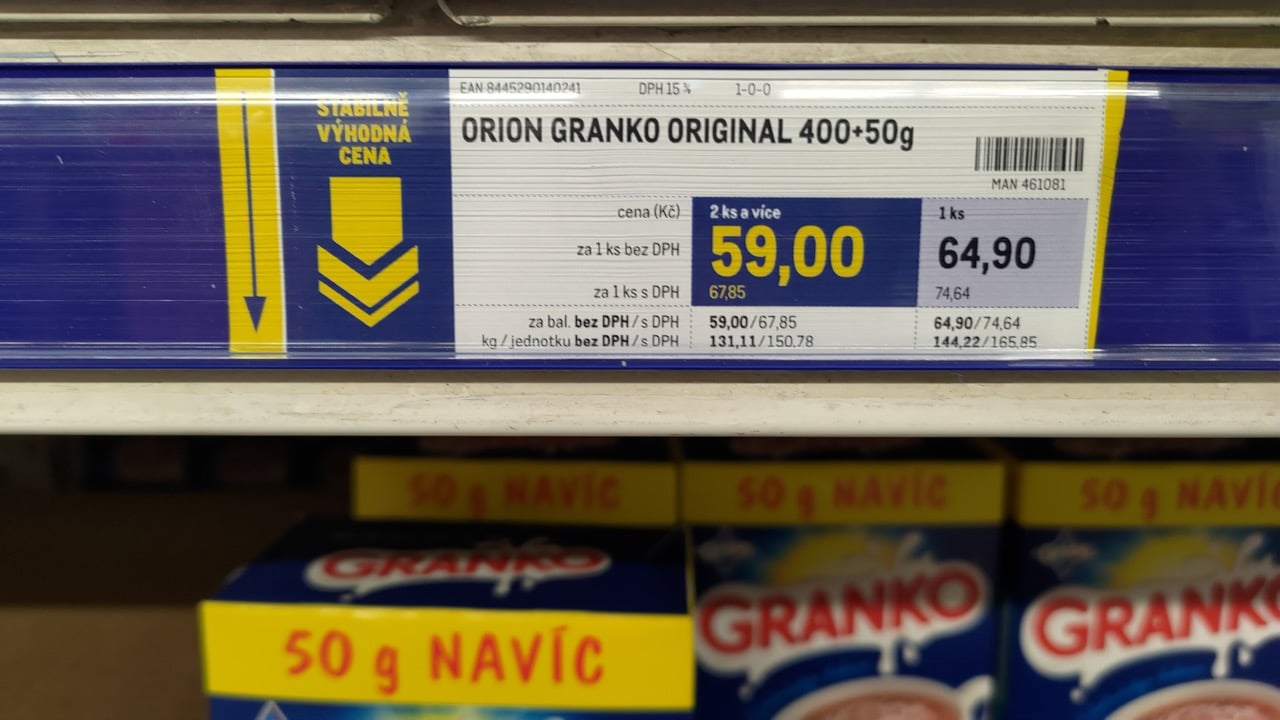 STABILNĚ
VÝHODNÁ
CENA
EAN 8445290140241 DPH 15 % 1-0-0
ORION GRANKO ORIGINAL 400+50g
MAN 461081
cena (Kč) 2 ks a více 1 ks
za 1 ks bez DPH 59,00 64,90
za 1 ks s DPH 67,85 74,64
za bal. bez DPH / s DPH 59,00/67,85 64,90/74,64
kg / jednotku bez DPH / s DPH 131,11/150,78 144,22/165,85
50 g NAVÍC 50 g NAVÍC 50 g NAVÍC
GRANKO
50 g NAVÍC
GRANKO
GRANKO